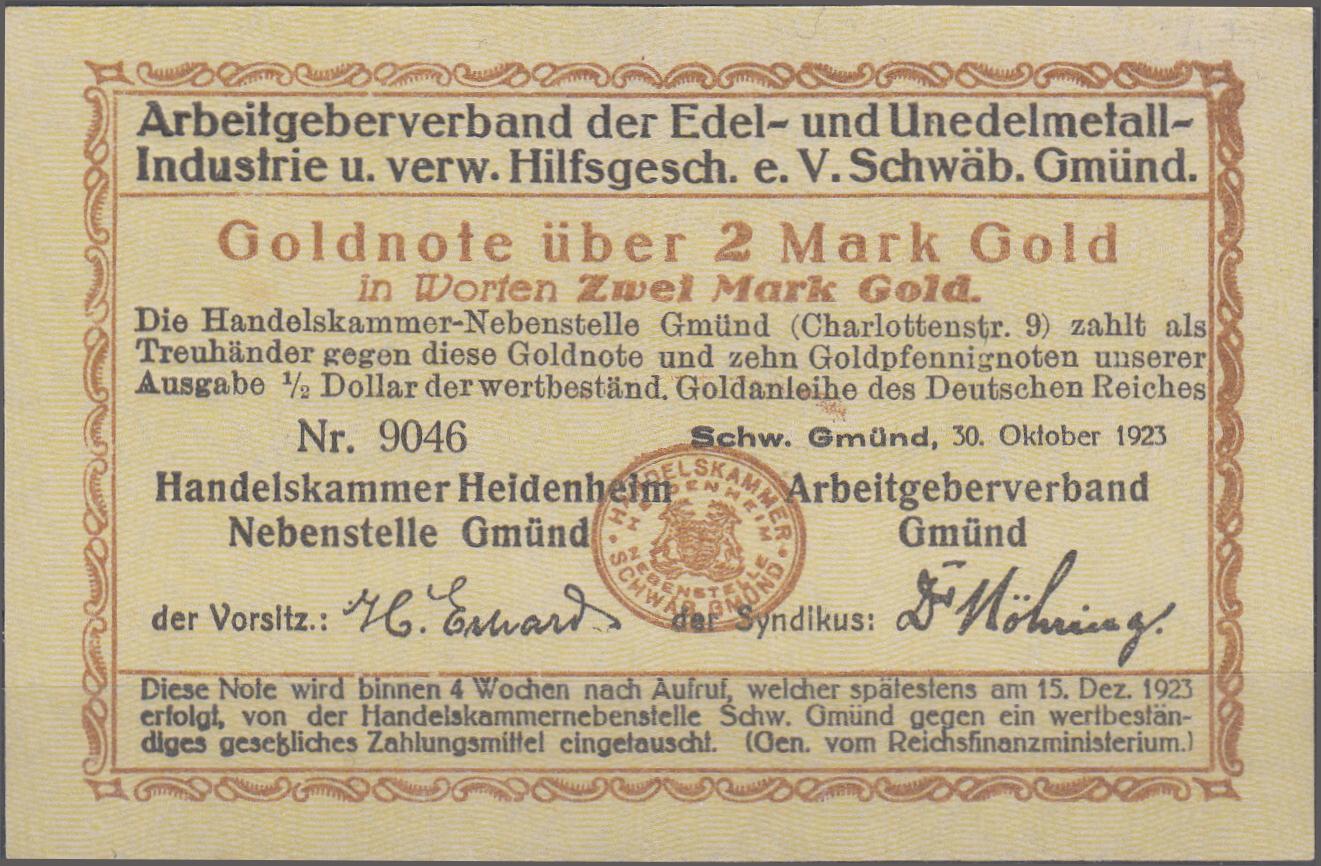 Arbeitgeberverband der Edel- und Unedelmetall-
Industrie u. verw. Hilfsgesch. e. V. Schwäb. Gmünd.
Goldnote über 2 Mark Gold
in Worten Zwei Mark Gold.
Die Handelskammer-Nebenstelle Gmünd (Charlottenstr. 9) zahlt als
Treuhänder gegen diese Goldnote und zehn Goldpfennignoten unserer
Ausgabe ½ Dollar der wertbeständ. Goldanleihe des Deutschen Reiches
Nr. 9046
Schw. Gmünd, 30. Oktober 1923
Handelskammer Heidenheim
Nebenstelle Gmünd
HANDELSKAMMER
HEIDENHEIM
NEBENSTELLE
SCHWÄB. GMÜND
Arbeitgeberverband
Gmünd
der Vorsitz.: H. Erhard
der Syndikus: Dr Möhring.
Diese Note wird binnen 4 Wochen nach Aufruf, welcher spätestens am 15. Dez. 1923
erfolgt, von der Handelskammernebenstelle Schw. Gmünd gegen ein wertbestän-
diges gesetzliches Zahlungsmittel eingetauscht. (Gen. vom Reichsfinanzministerium.)